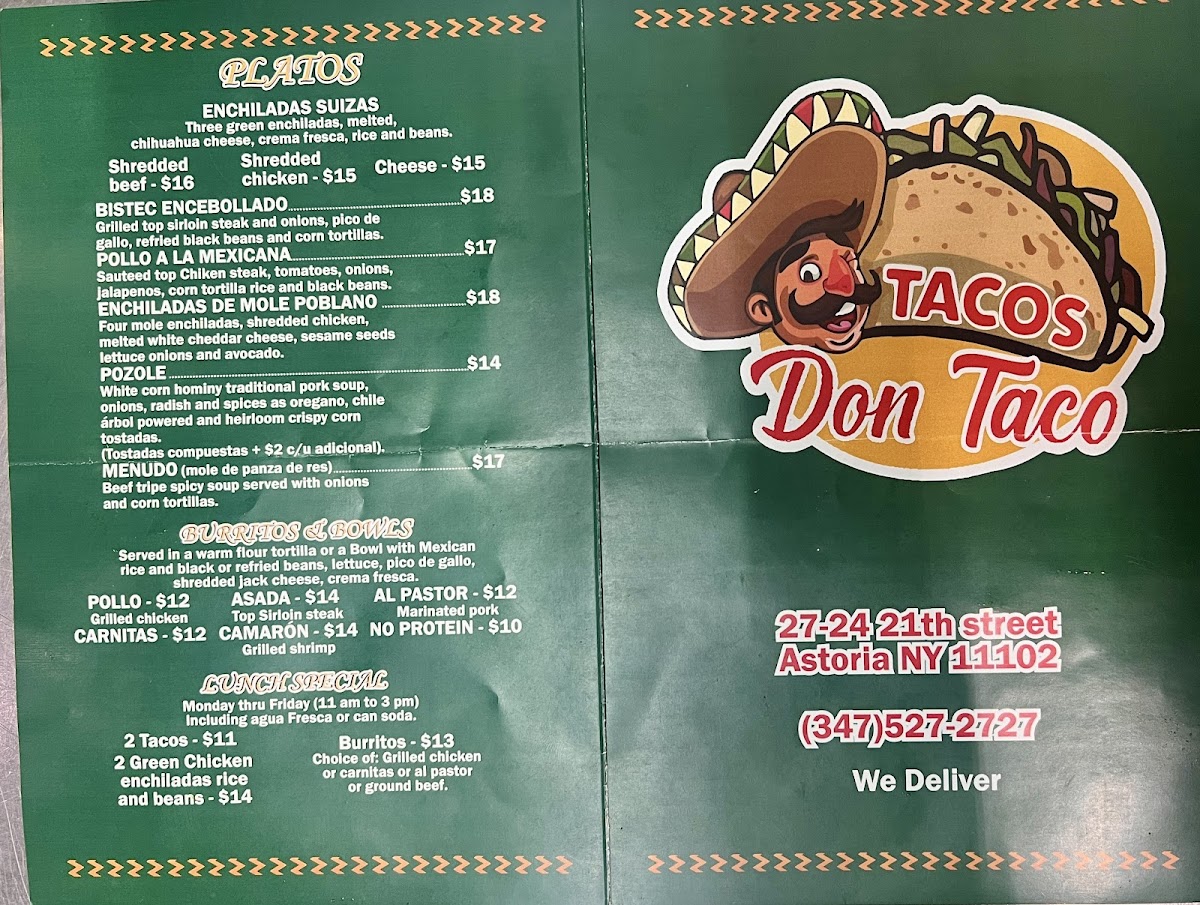 PLATOS
ENCHILADAS SUIZAS
Three green enchiladas, melted,
chihuahua cheese, crema fresca, rice and beans.
Shredded beef - $16
Shredded chicken - $15
Cheese - $15
BISTEC ENCEBOLLADO $18
Grilled top sirloin steak and onions, pico de
gallo, refried black beans and corn tortillas.
POLLO A LA MEXICANA $17
Sauteed top Chiken steak, tomatoes, onions,
jalapenos, corn tortilla rice and black beans.
ENCHILADAS DE MOLE POBLANO $18
Four mole enchiladas, shredded chicken,
melted white cheddar cheese, sesame seeds
lettuce onions and avocado.
POZOLE $14
White corn hominy traditional pork soup,
onions, radish and spices as oregano, chile
árbol powered and heirloom crispy corn
tostadas.
(Tostadas compuestas + $2 c/u adicional).
MENUDO (mole de panza de res) $17
Beef tripe spicy soup served with onions
and corn tortillas.
BURRITOS & BOWLS
Served in a warm flour tortilla or a Bowl with Mexican
rice and black or refried beans, lettuce, pico de gallo,
shredded jack cheese, crema fresca.
POLLO - $12 ASADA - $14 AL PASTOR - $12
Grilled chicken Top Sirloin steak Marinated pork
CARNITAS - $12 CAMARÓN - $14 NO PROTEIN - $10
Grilled shrimp
LUNCH SPECIAL
Monday thru Friday (11 am to 3 pm)
Including agua Fresca or can soda.
2 Tacos - $11
2 Green Chicken
enchiladas rice
and beans - $14
Burritos - $13
Choice of: Grilled chicken
or carnitas or al pastor
or ground beef.
TACOS
Don Taco
27-24 21th street
Astoria NY 11102
(347)527-2727
We Deliver